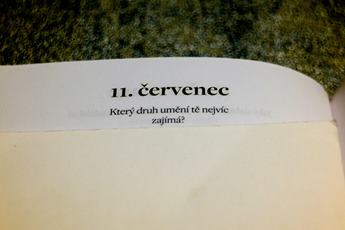 11. červenec
Který druh umění tě nejvíc
zajímá?